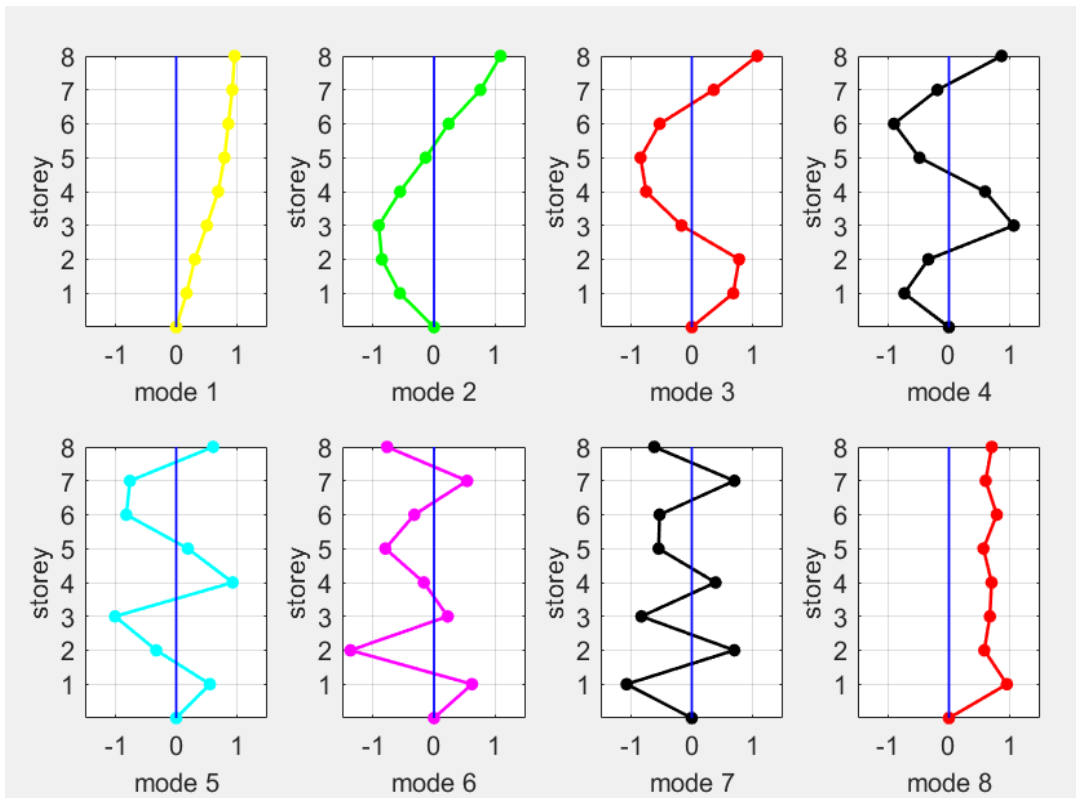 8 8 8 8
7 7 7 7
6 6 6 6
5 5 5 5
storey storey storey storey
4 4 4 4
3 3 3 3
2 2 2 2
1 1 1 1
-1 0 1 -1 0 1 -1 0 1 -1 0 1
mode 1 mode 2 mode 3 mode 4
8 8 8 8
7 7 7 7
6 6 6 6
5 5 5 5
storey storey storey storey
4 4 4 4
3 3 3 3
2 2 2 2
1 1 1 1
-1 0 1 -1 0 1 -1 0 1 -1 0 1
mode 5 mode 6 mode 7 mode 8